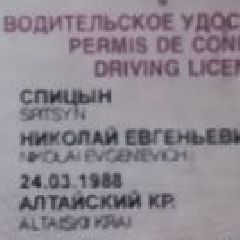 ВОДИТЕЛЬСКОЕ УДОС
PERMIS DE CON
DRIVING LICEN
СПИЦЫН
SPITSYN
НИКОЛАЙ ЕВГЕНЬЕВИ
NIKOLAI EVGENEVICH
24.03.1988
АЛТАЙСКИЙ КР.
ALTAISKII KRAI